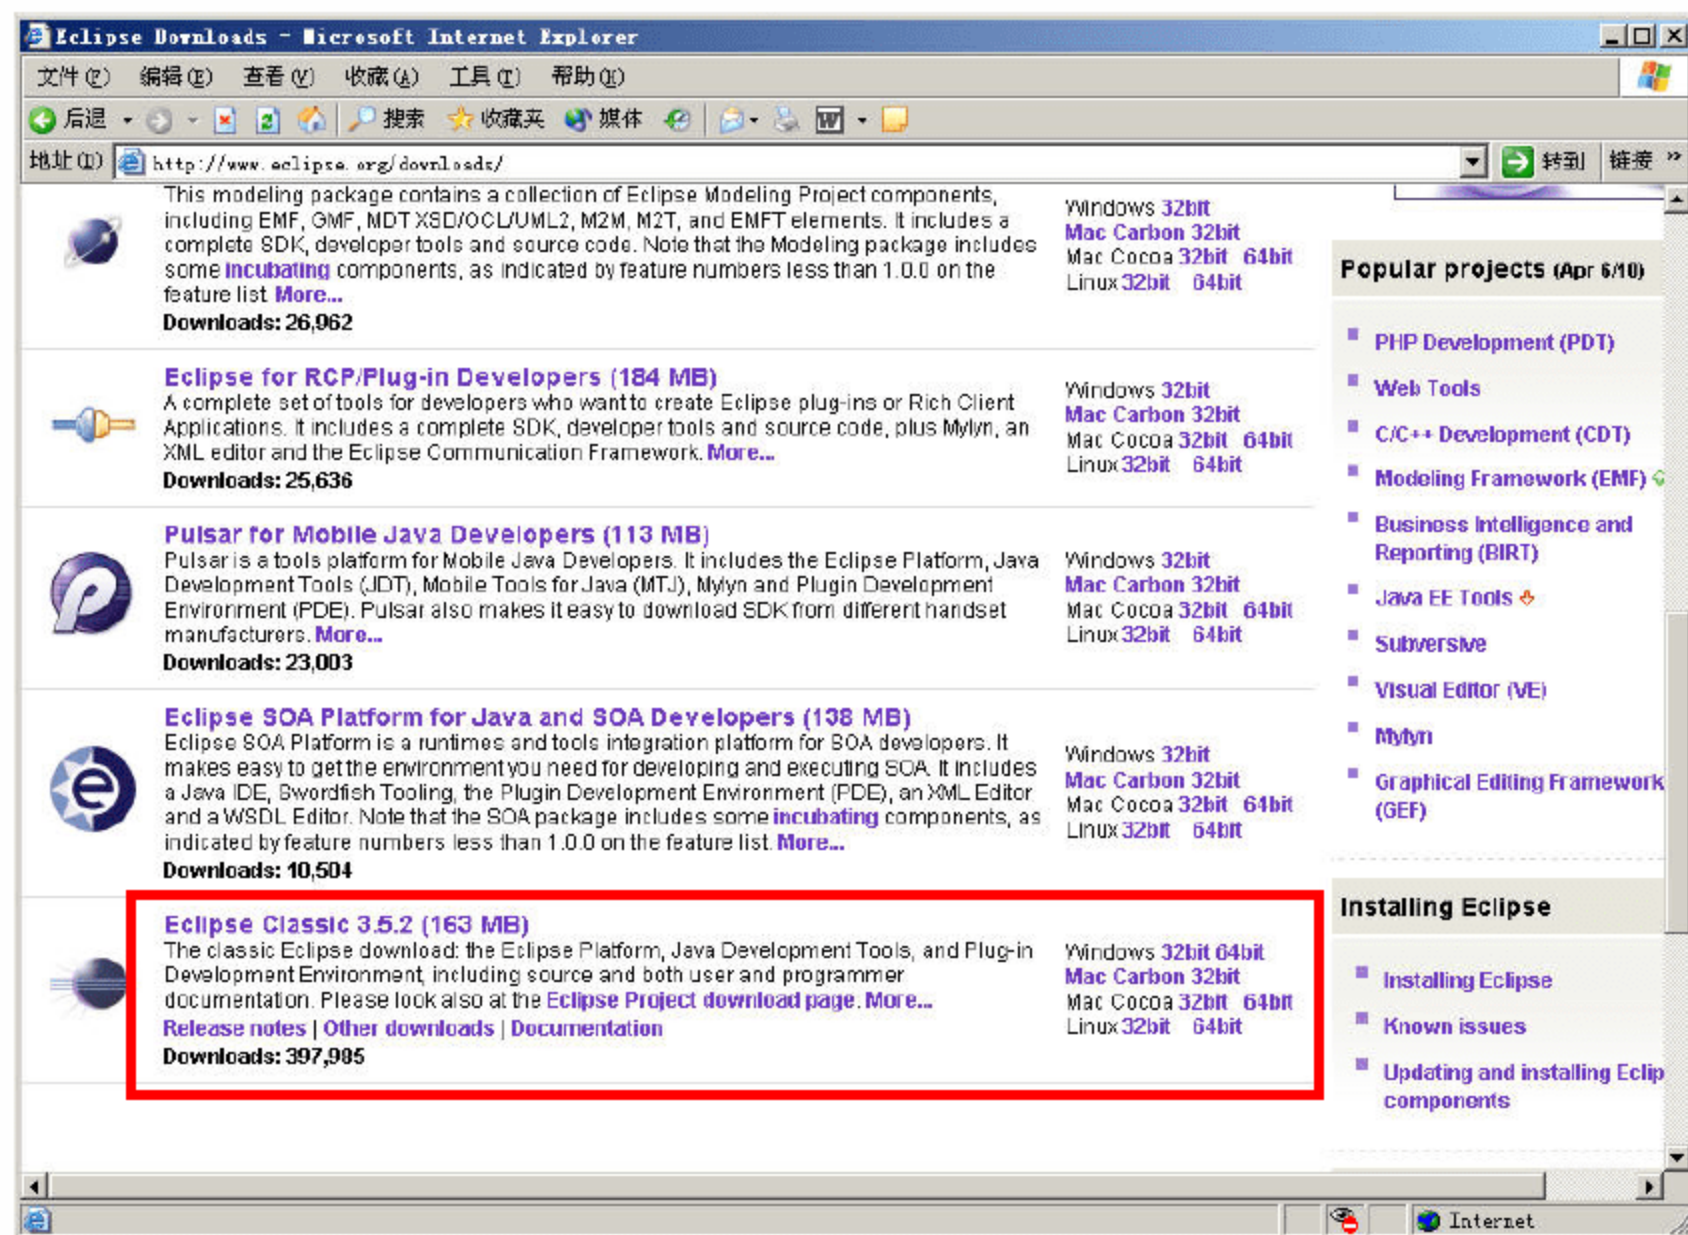 Eclipse Downloads - Microsoft Internet Explorer
文件(F) 编辑(E) 查看(V) 收藏(A) 工具(T) 帮助(H)
后退 搜索 收藏夹 媒体
地址(D) http://www.eclipse.org/downloads/ 转到 链接 »
This modeling package contains a collection of Eclipse Modeling Project components,
including EMF, GMF, MDT XSD/OCL/UML2, M2M, M2T, and EMFT elements. It includes a
complete SDK, developer tools and source code. Note that the Modeling package includes
some incubating components, as indicated by feature numbers less than 1.0.0 on the
feature list More...
Downloads: 26,962
Windows 32bit
Mac Carbon 32bit
Mac Cocoa 32bit 64bit
Linux 32bit 64bit
Eclipse for RCP/Plug-in Developers (184 MB)
A complete set of tools for developers who want to create Eclipse plug-ins or Rich Client
Applications. It includes a complete SDK, developer tools and source code, plus Mylyn, an
XML editor and the Eclipse Communication Framework. More...
Downloads: 25,636
Windows 32bit
Mac Carbon 32bit
Mac Cocoa 32bit 64bit
Linux 32bit 64bit
Pulsar for Mobile Java Developers (113 MB)
Pulsar is a tools platform for Mobile Java Developers. It includes the Eclipse Platform, Java
Development Tools (JDT), Mobile Tools for Java (MTJ), Mylyn and Plugin Development
Environment (PDE). Pulsar also makes it easy to download SDK from different handset
manufacturers. More...
Downloads: 23,003
Windows 32bit
Mac Carbon 32bit
Mac Cocoa 32bit 64bit
Linux 32bit 64bit
Eclipse SOA Platform for Java and SOA Developers (138 MB)
Eclipse SOA Platform is a runtimes and tools integration platform for SOA developers. It
makes easy to get the environment you need for developing and executing SOA. It includes
a Java IDE, Swordfish Tooling, the Plugin Development Environment (PDE), an XML Editor
and a WSDL Editor. Note that the SOA package includes some incubating components, as
indicated by feature numbers less than 1.0.0 on the feature list. More...
Downloads: 10,504
Windows 32bit
Mac Carbon 32bit
Mac Cocoa 32bit 64bit
Linux 32bit 64bit
Eclipse Classic 3.5.2 (163 MB)
The classic Eclipse download: the Eclipse Platform, Java Development Tools, and Plug-in
Development Environment, including source and both user and programmer
documentation. Please look also at the Eclipse Project download page. More...
Release notes | Other downloads | Documentation
Downloads: 397,985
Windows 32bit 64bit
Mac Carbon 32bit
Mac Cocoa 32bit 64bit
Linux 32bit 64bit
Popular projects (Apr 6/10)
PHP Development (PDT)
Web Tools
C/C++ Development (CDT)
Modeling Framework (EMF)
Business Intelligence and
Reporting (BIRT)
Java EE Tools
Subversive
Visual Editor (VE)
Mylyn
Graphical Editing Framework
(GEF)
Installing Eclipse
Installing Eclipse
Known issues
Updating and installing Eclip
components
Internet